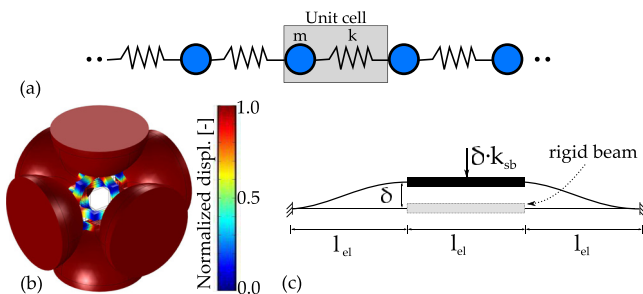 Unit cell
m k
(a)
1.0
0.5
0.0
Normalized displ. [-]
(b)
δ·k_sb
rigid beam
δ
l_el l_el l_el
(c)